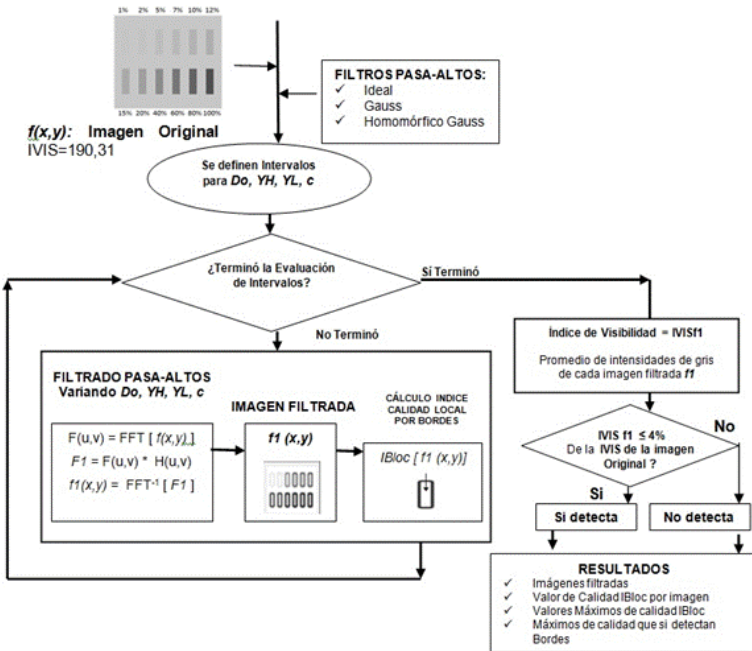 1% 2% 5% 7% 10% 12%
15% 20% 40% 60% 80% 100%
f(x,y): Imagen Original
IVIS=190,31
FILTROS PASA-ALTOS:
✓ Ideal
✓ Gauss
✓ Homomórfico Gauss
Se definen Intervalos
para Do, YH, YL, c
¿Terminó la Evaluación
de Intervalos?
Sí Terminó
No Terminó
FILTRADO PASA-ALTOS
Variando Do, YH, YL, c
F(u,v) = FFT [ f(x,y) ]
F1 = F(u,v) * H(u,v)
f1(x,y) = FFT⁻¹ [ F1 ]
IMAGEN FILTRADA
f1 (x,y)
CÁLCULO INDICE
CALIDAD LOCAL
POR BORDES
IBloc [ f1 (x,y)]
Índice de Visibilidad = IVISf1
Promedio de intensidades de gris
de cada imagen filtrada f1
IVIS f1 ≤ 4%
De la IVIS de la imagen
Original ?
No
Si
Si detecta
No detecta
RESULTADOS
✓ Imágenes filtradas
✓ Valor de Calidad IBloc por imagen
✓ Valores Máximos de calidad IBloc
✓ Máximos de calidad que si detectan
Bordes